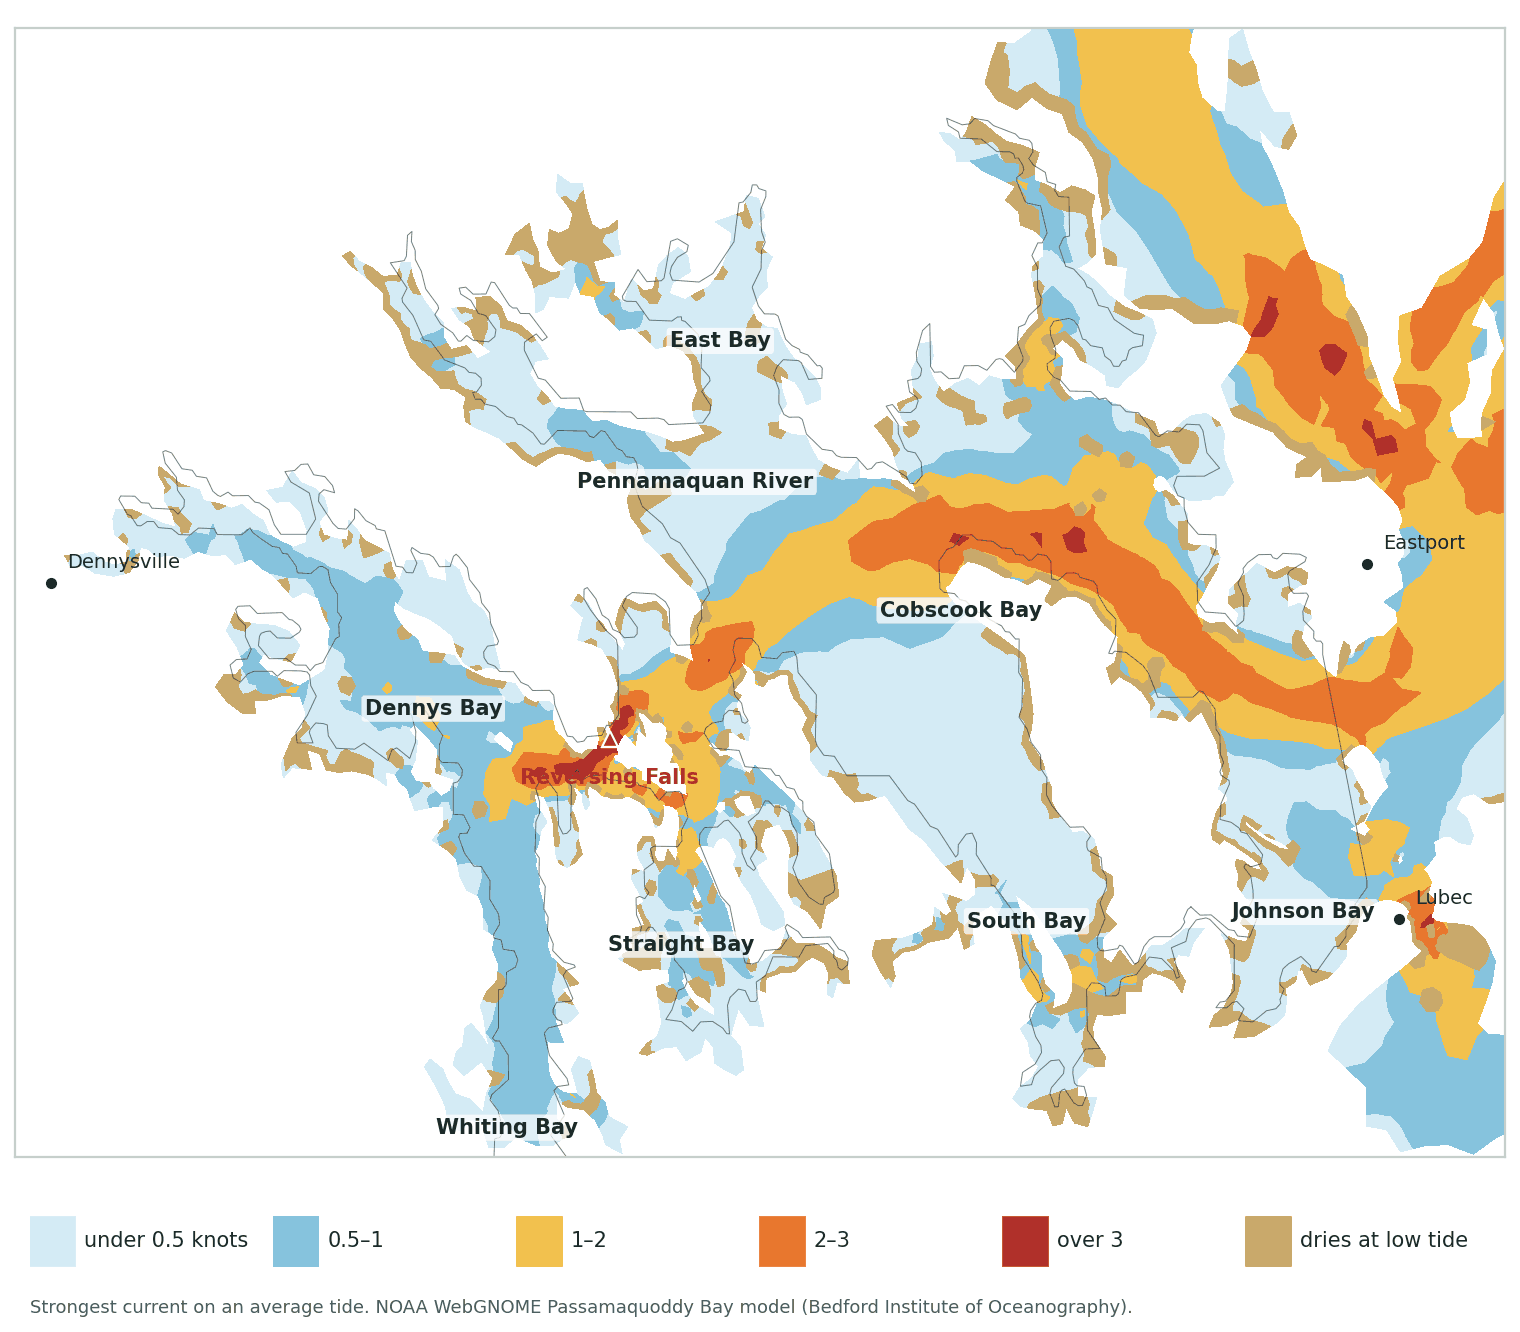 East Bay
Pennamaquan River
Eastport
Dennysville
Cobscook Bay
Dennys Bay
Reversing Falls
Lubec
Johnson Bay
South Bay
Straight Bay
Whiting Bay
under 0.5 knots
0.5–1
1–2
2–3
over 3
dries at low tide
Strongest current on an average tide. NOAA WebGNOME Passamaquoddy Bay model (Bedford Institute of Oceanography).